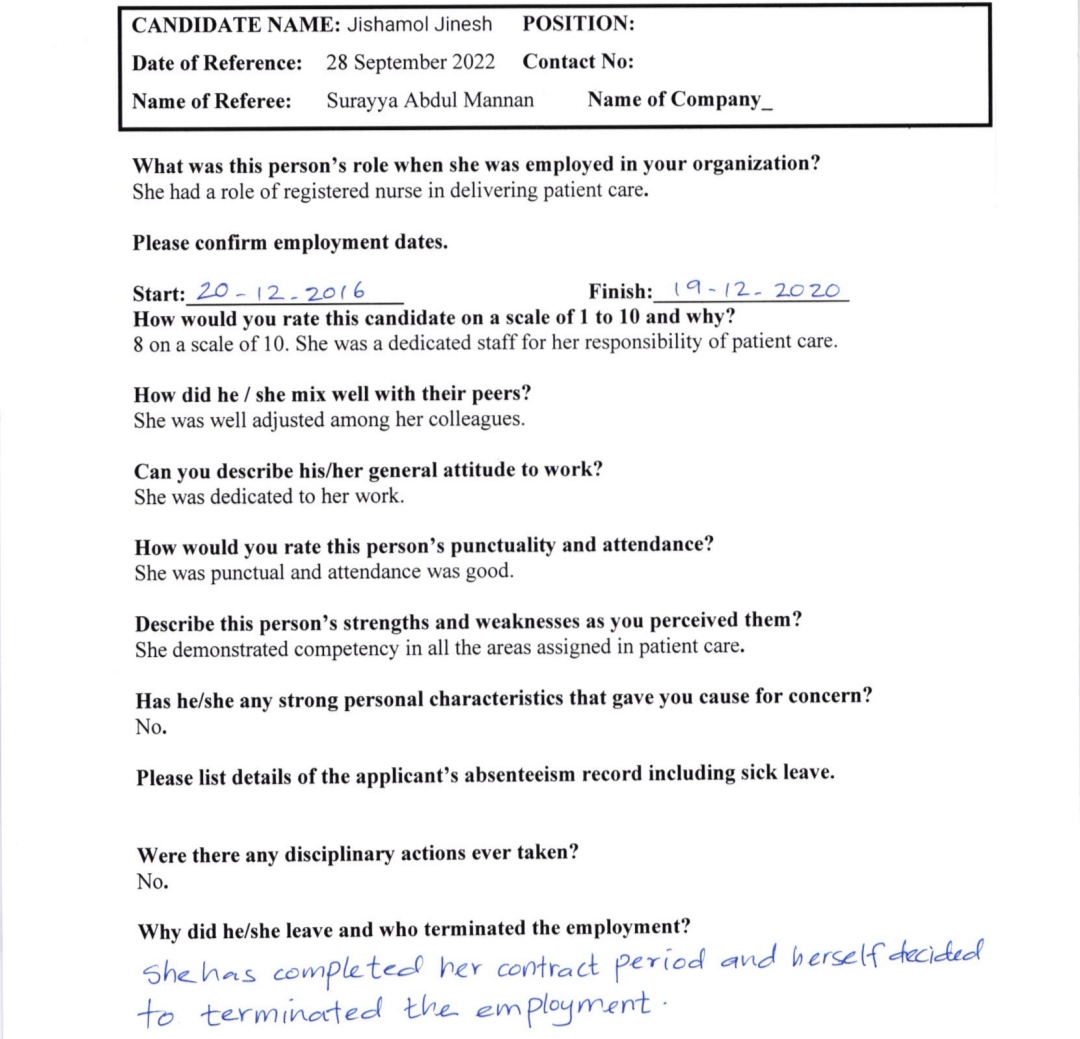 CANDIDATE NAME: Jishamol Jinesh POSITION:
Date of Reference: 28 September 2022 Contact No:
Name of Referee: Surayya Abdul Mannan Name of Company_
What was this person's role when she was employed in your organization?
She had a role of registered nurse in delivering patient care.
Please confirm employment dates.
Start: 20-12-2016 Finish: 19-12-2020
How would you rate this candidate on a scale of 1 to 10 and why?
8 on a scale of 10. She was a dedicated staff for her responsibility of patient care.
How did he / she mix well with their peers?
She was well adjusted among her colleagues.
Can you describe his/her general attitude to work?
She was dedicated to her work.
How would you rate this person's punctuality and attendance?
She was punctual and attendance was good.
Describe this person's strengths and weaknesses as you perceived them?
She demonstrated competency in all the areas assigned in patient care.
Has he/she any strong personal characteristics that gave you cause for concern?
No.
Please list details of the applicant's absenteeism record including sick leave.
Were there any disciplinary actions ever taken?
No.
Why did he/she leave and who terminated the employment?
She has completed her contract period and herself decided
to terminated the employment.